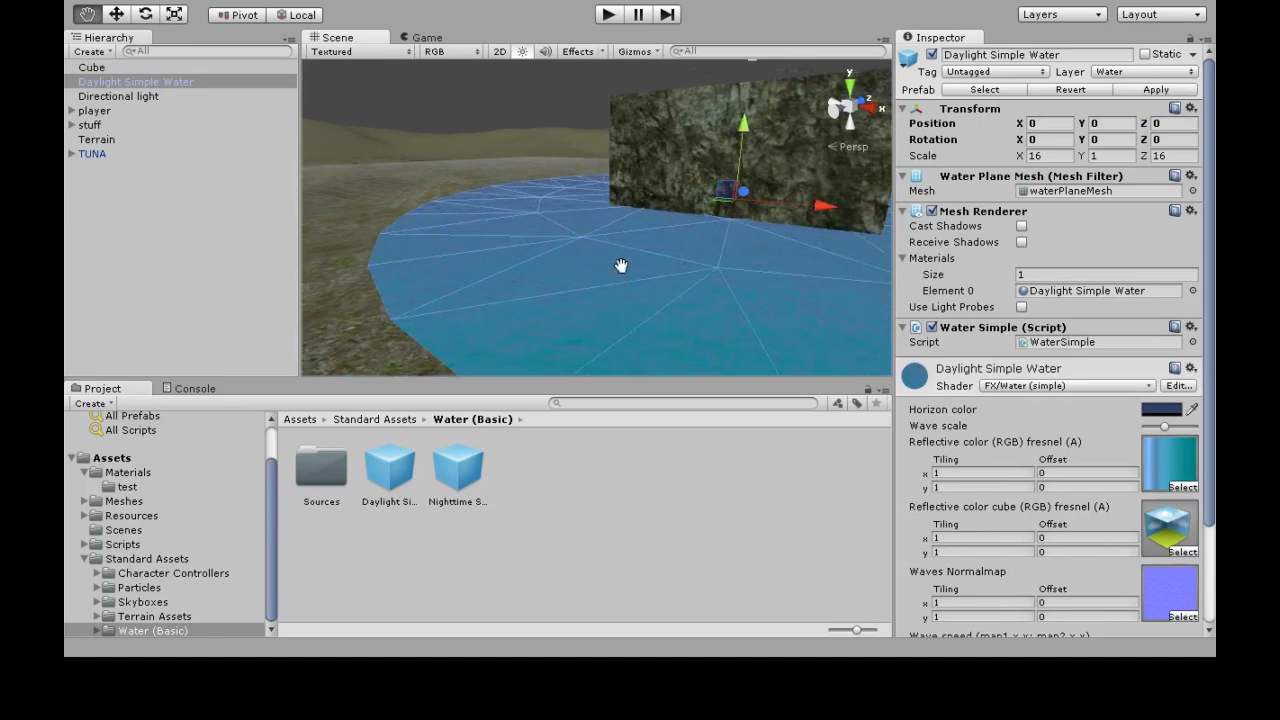 Pivot Local Layers Layout
Hierarchy Scene Game Inspector
Create All Textured RGB 2D Effects Gizmos All
Daylight Simple Water Static
Cube
Daylight Simple Water
Directional light
player
stuff
Terrain
TUNA
y
z
x
Persp
Tag Untagged Layer Water
Prefab Select Revert Apply
Transform
Position X 0 Y 0 Z 0
Rotation X 0 Y 0 Z 0
Scale X 16 Y 1 Z 16
Water Plane Mesh (Mesh Filter)
Mesh waterPlaneMesh
Mesh Renderer
Cast Shadows
Receive Shadows
Materials
Size 1
Element 0 Daylight Simple Water
Use Light Probes
Water Simple (Script)
Script WaterSimple
Daylight Simple Water
Shader FX/Water (simple) Edit...
Horizon color
Wave scale
Reflective color (RGB) fresnel (A)
Tiling Offset
x 1 0
y 1 0
Select
Reflective color cube (RGB) fresnel (A)
Tiling Offset
x 1 0
y 1 0
Select
Waves Normalmap
Tiling Offset
x 1 0
y 1 0
Select
Wave speed (map1 x,y; map2 x,y)
Project Console
Create
All Prefabs
All Scripts
Assets
Materials
test
Meshes
Resources
Scenes
Scripts
Standard Assets
Character Controllers
Particles
Skyboxes
Terrain Assets
Water (Basic)
Assets Standard Assets Water (Basic)
Sources Daylight Si... Nighttime S...